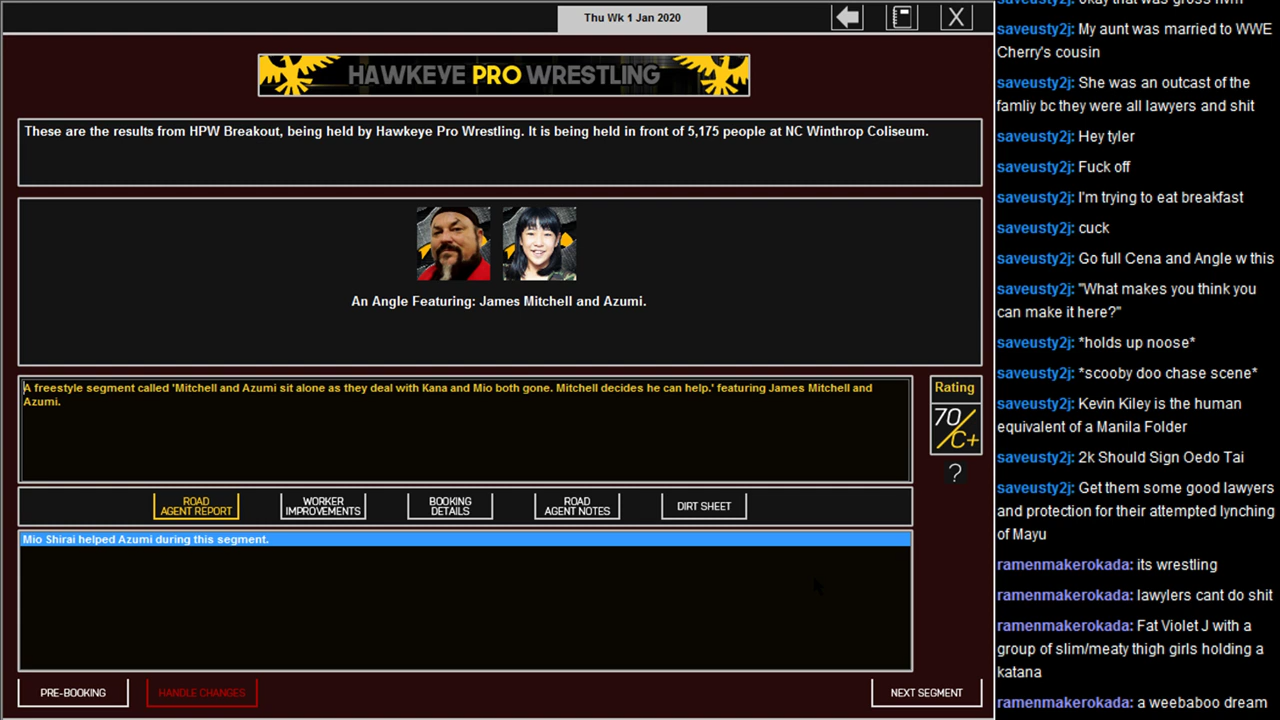 Thu Wk 1 Jan 2020
HAWKEYE PRO WRESTLING
These are the results from HPW Breakout, being held by Hawkeye Pro Wrestling. It is being held in front of 5,175 people at NC Winthrop Coliseum.
An Angle Featuring: James Mitchell and Azumi.
A freestyle segment called 'Mitchell and Azumi sit alone as they deal with Kana and Mio both gone. Mitchell decides he can help.' featuring James Mitchell and
Azumi.
Rating
70/C+
?
ROAD
AGENT REPORT
WORKER
IMPROVEMENTS
BOOKING
DETAILS
ROAD
AGENT NOTES
DIRT SHEET
Mio Shirai helped Azumi during this segment.
PRE-BOOKING
HANDLE CHANGES
NEXT SEGMENT
saveusty2j: My aunt was married to WWE
Cherry's cousin
saveusty2j: She was an outcast of the
famliy bc they were all lawyers and shit
saveusty2j: Hey tyler
saveusty2j: Fuck off
saveusty2j: I'm trying to eat breakfast
saveusty2j: cuck
saveusty2j: Go full Cena and Angle w this
saveusty2j: "What makes you think you
can make it here?"
saveusty2j: *holds up noose*
saveusty2j: *scooby doo chase scene*
saveusty2j: Kevin Kiley is the human
equivalent of a Manila Folder
saveusty2j: 2k Should Sign Oedo Tai
saveusty2j: Get them some good lawyers
and protection for their attempted lynching
of Mayu
ramenmakerokada: its wrestling
ramenmakerokada: lawylers cant do shit
ramenmakerokada: Fat Violet J with a
group of slim/meaty thigh girls holding a
katana
ramenmakerokada: a weebaboo dream